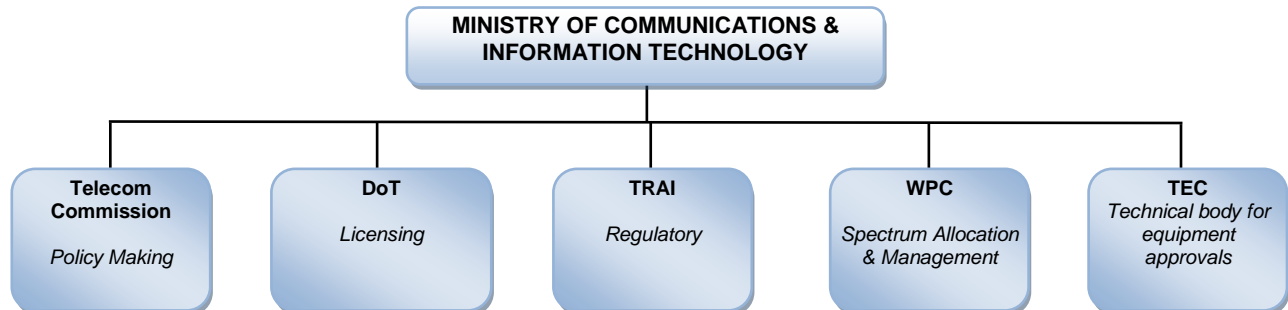 MINISTRY OF COMMUNICATIONS &
INFORMATION TECHNOLOGY
Telecom
Commission
Policy Making
DoT
Licensing
TRAI
Regulatory
WPC
Spectrum Allocation
& Management
TEC
Technical body for
equipment
approvals